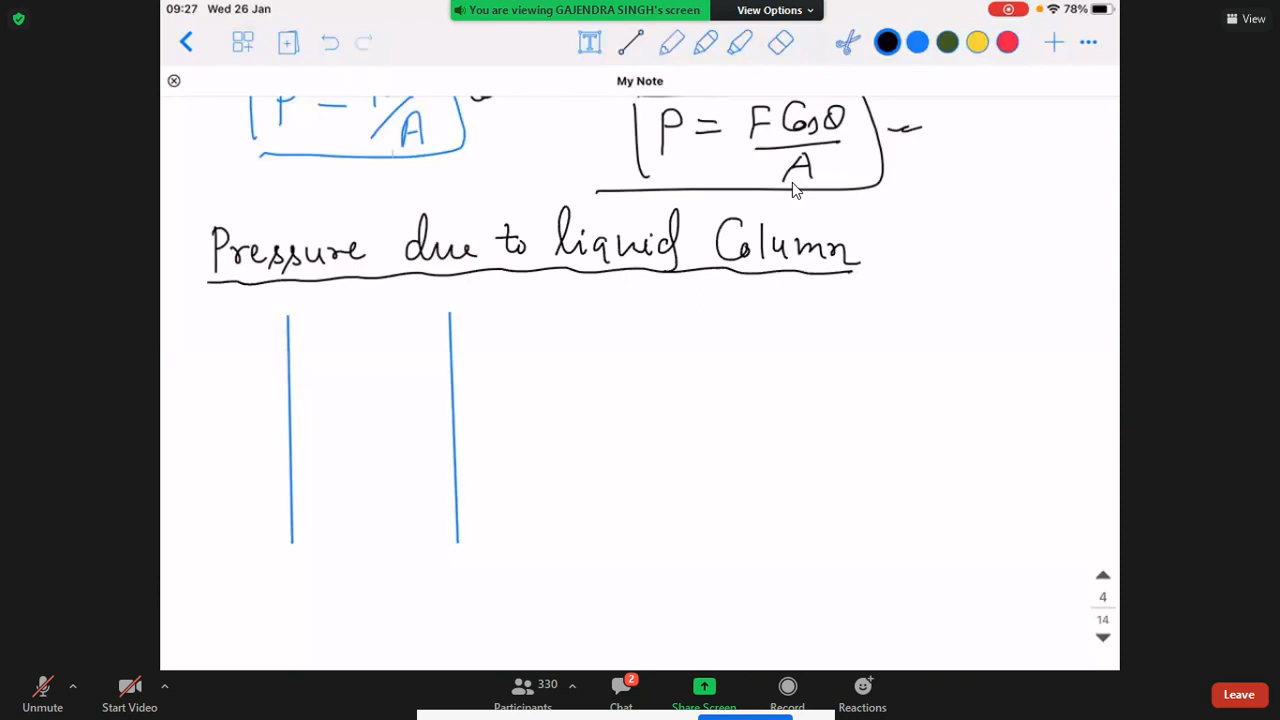 09:27 Wed 26 Jan
You are viewing GAJENDRA SINGH's screen
View Options
78%
View
My Note
P = /A
P = F Cosθ
A
Pressure due to liquid Column
4
14
Unmute
Start Video
330
Participants
2
Chat
Share Screen
Record
Reactions
Leave